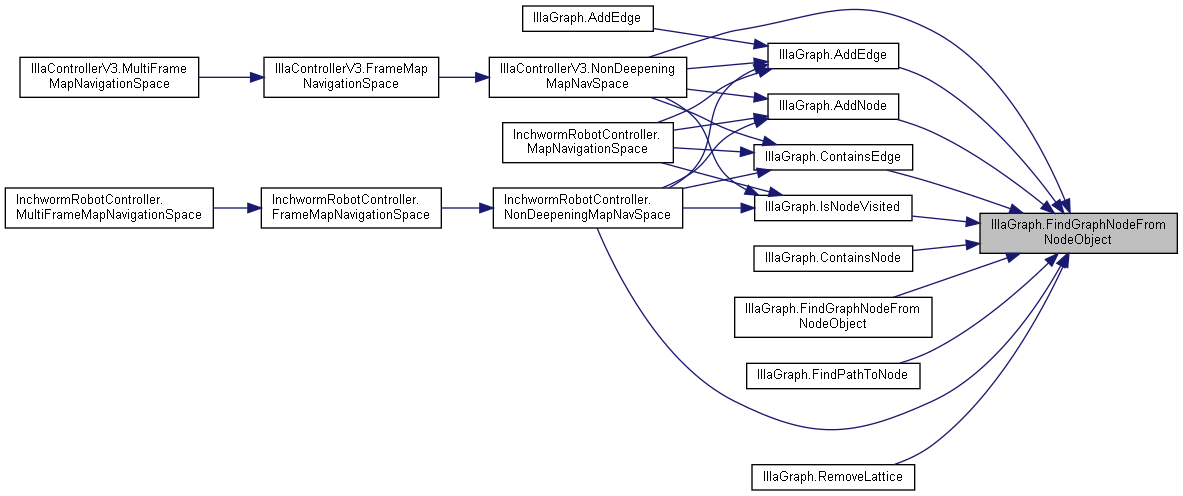 IllaGraph.AddEdge
IllaControllerV3.MultiFrame
MapNavigationSpace
IllaControllerV3.FrameMap
NavigationSpace
IllaControllerV3.NonDeepening
MapNavSpace
IllaGraph.AddEdge
IllaGraph.AddNode
InchwormRobotController.
MapNavigationSpace
IllaGraph.ContainsEdge
InchwormRobotController.
MultiFrameMapNavigationSpace
InchwormRobotController.
FrameMapNavigationSpace
InchwormRobotController.
NonDeepeningMapNavSpace
IllaGraph.IsNodeVisited
IllaGraph.FindGraphNodeFrom
NodeObject
IllaGraph.ContainsNode
IllaGraph.FindGraphNodeFrom
NodeObject
IllaGraph.FindPathToNode
IllaGraph.RemoveLattice